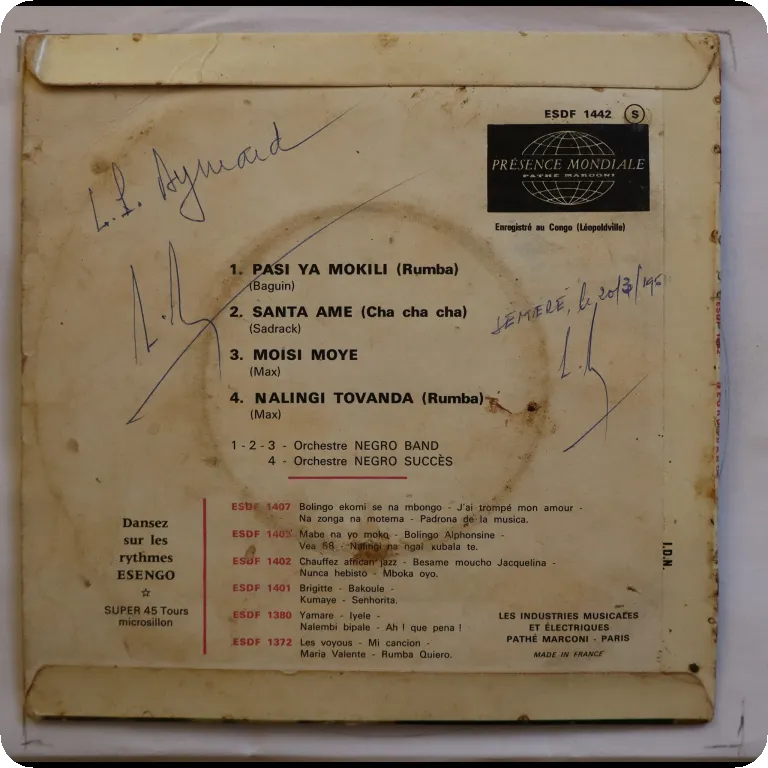 ESDF 1442 S
PRÉSENCE MONDIALE
PATHÉ MARCONI
Enregistré au Congo (Léopoldville)
L.L. Aymard
1. PASI YA MOKILI (Rumba)
(Baguin)
2. SANTA AME (Cha cha cha)
(Sadrack)
3. MOISI MOYE
(Max)
4. NALINGI TOVANDA (Rumba)
(Max)
1 - 2 - 3 - Orchestre NEGRO BAND
4 - Orchestre NEGRO SUCCÈS
le 20/3/196
Dansez
sur les
rythmes
ESENGO
☆
SUPER 45 Tours
microsillon
ESDF 1407 Bolingo ekomi se na mbongo - J'ai trompé mon amour -
Na zonga na motema - Padrona de la musica.
ESDF Mabe na yo moko - Bolingo Alphonsine -
Vea 58 - Nalingi na ngai kubala te.
ESDF 1402 Chauffez african jazz - Besame moucho Jacquelina -
Nunca hebisto - Mboka oyo.
ESDF 1401 Brigitte - Bakoule -
Kumaye - Senhorita.
ESDF 1380 Yamare - Iyele -
Nalembi bipale - Ah ! que pena !
ESDF 1372 Les voyous - Mi cancion -
Maria Valente - Rumba Quiero.
LES INDUSTRIES MUSICALES
ET ÉLECTRIQUES
PATHÉ MARCONI - PARIS
MADE IN FRANCE
I.D.N.